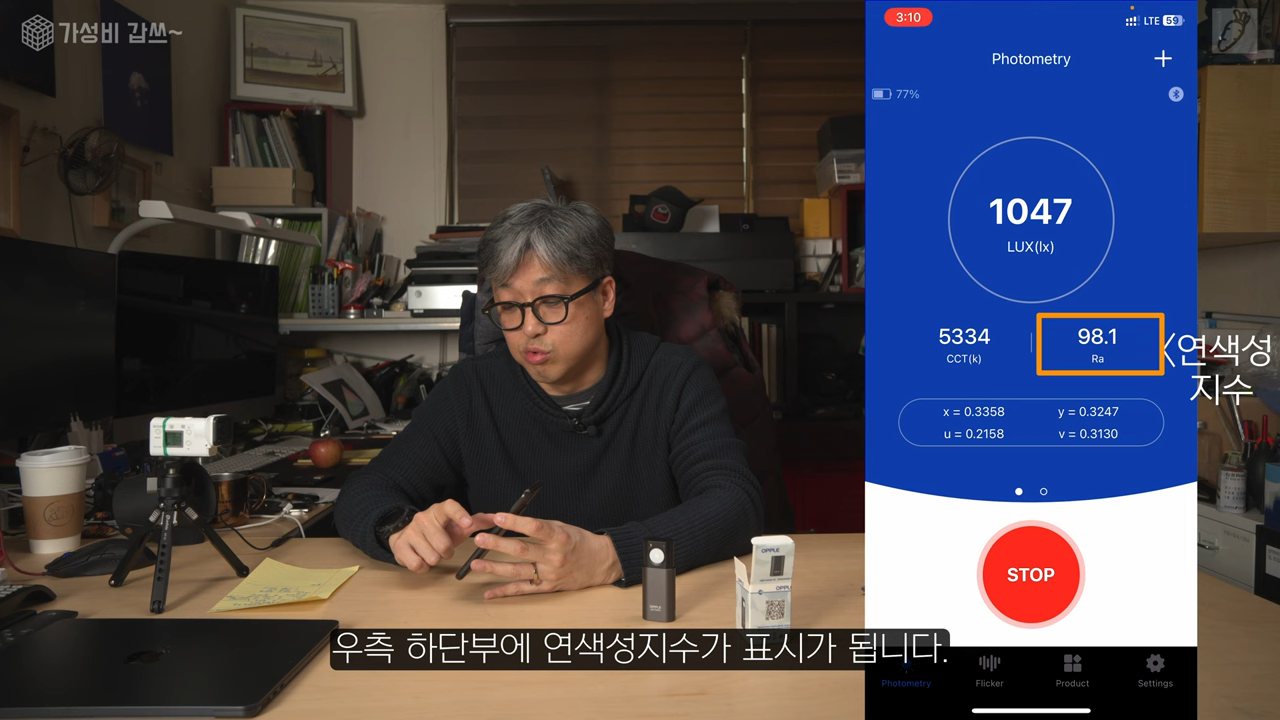 가성비 갑쓰~
3:10
LTE 59
Photometry
+
77%
1047
LUX(lx)
5334
CCT(k)
98.1
Ra
<연색성
지수
x = 0.3358
y = 0.3247
u = 0.2158
v = 0.3130
STOP
OPPLE
OPPLE
우측 하단부에 연색성지수가 표시가 됩니다.
Photometry
Flicker
Product
Settings